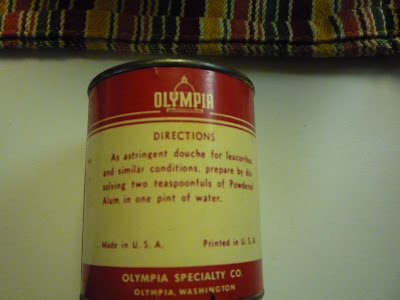 OLYMPIA
DIRECTIONS
As astringent douche for leucorrhea
and similar conditions, prepare by dis-
solving two teaspoonfuls of Powdered
Alum in one pint of water.
Made in U. S. A. Printed in U. S. A.
OLYMPIA SPECIALTY CO.
OLYMPIA, WASHINGTON